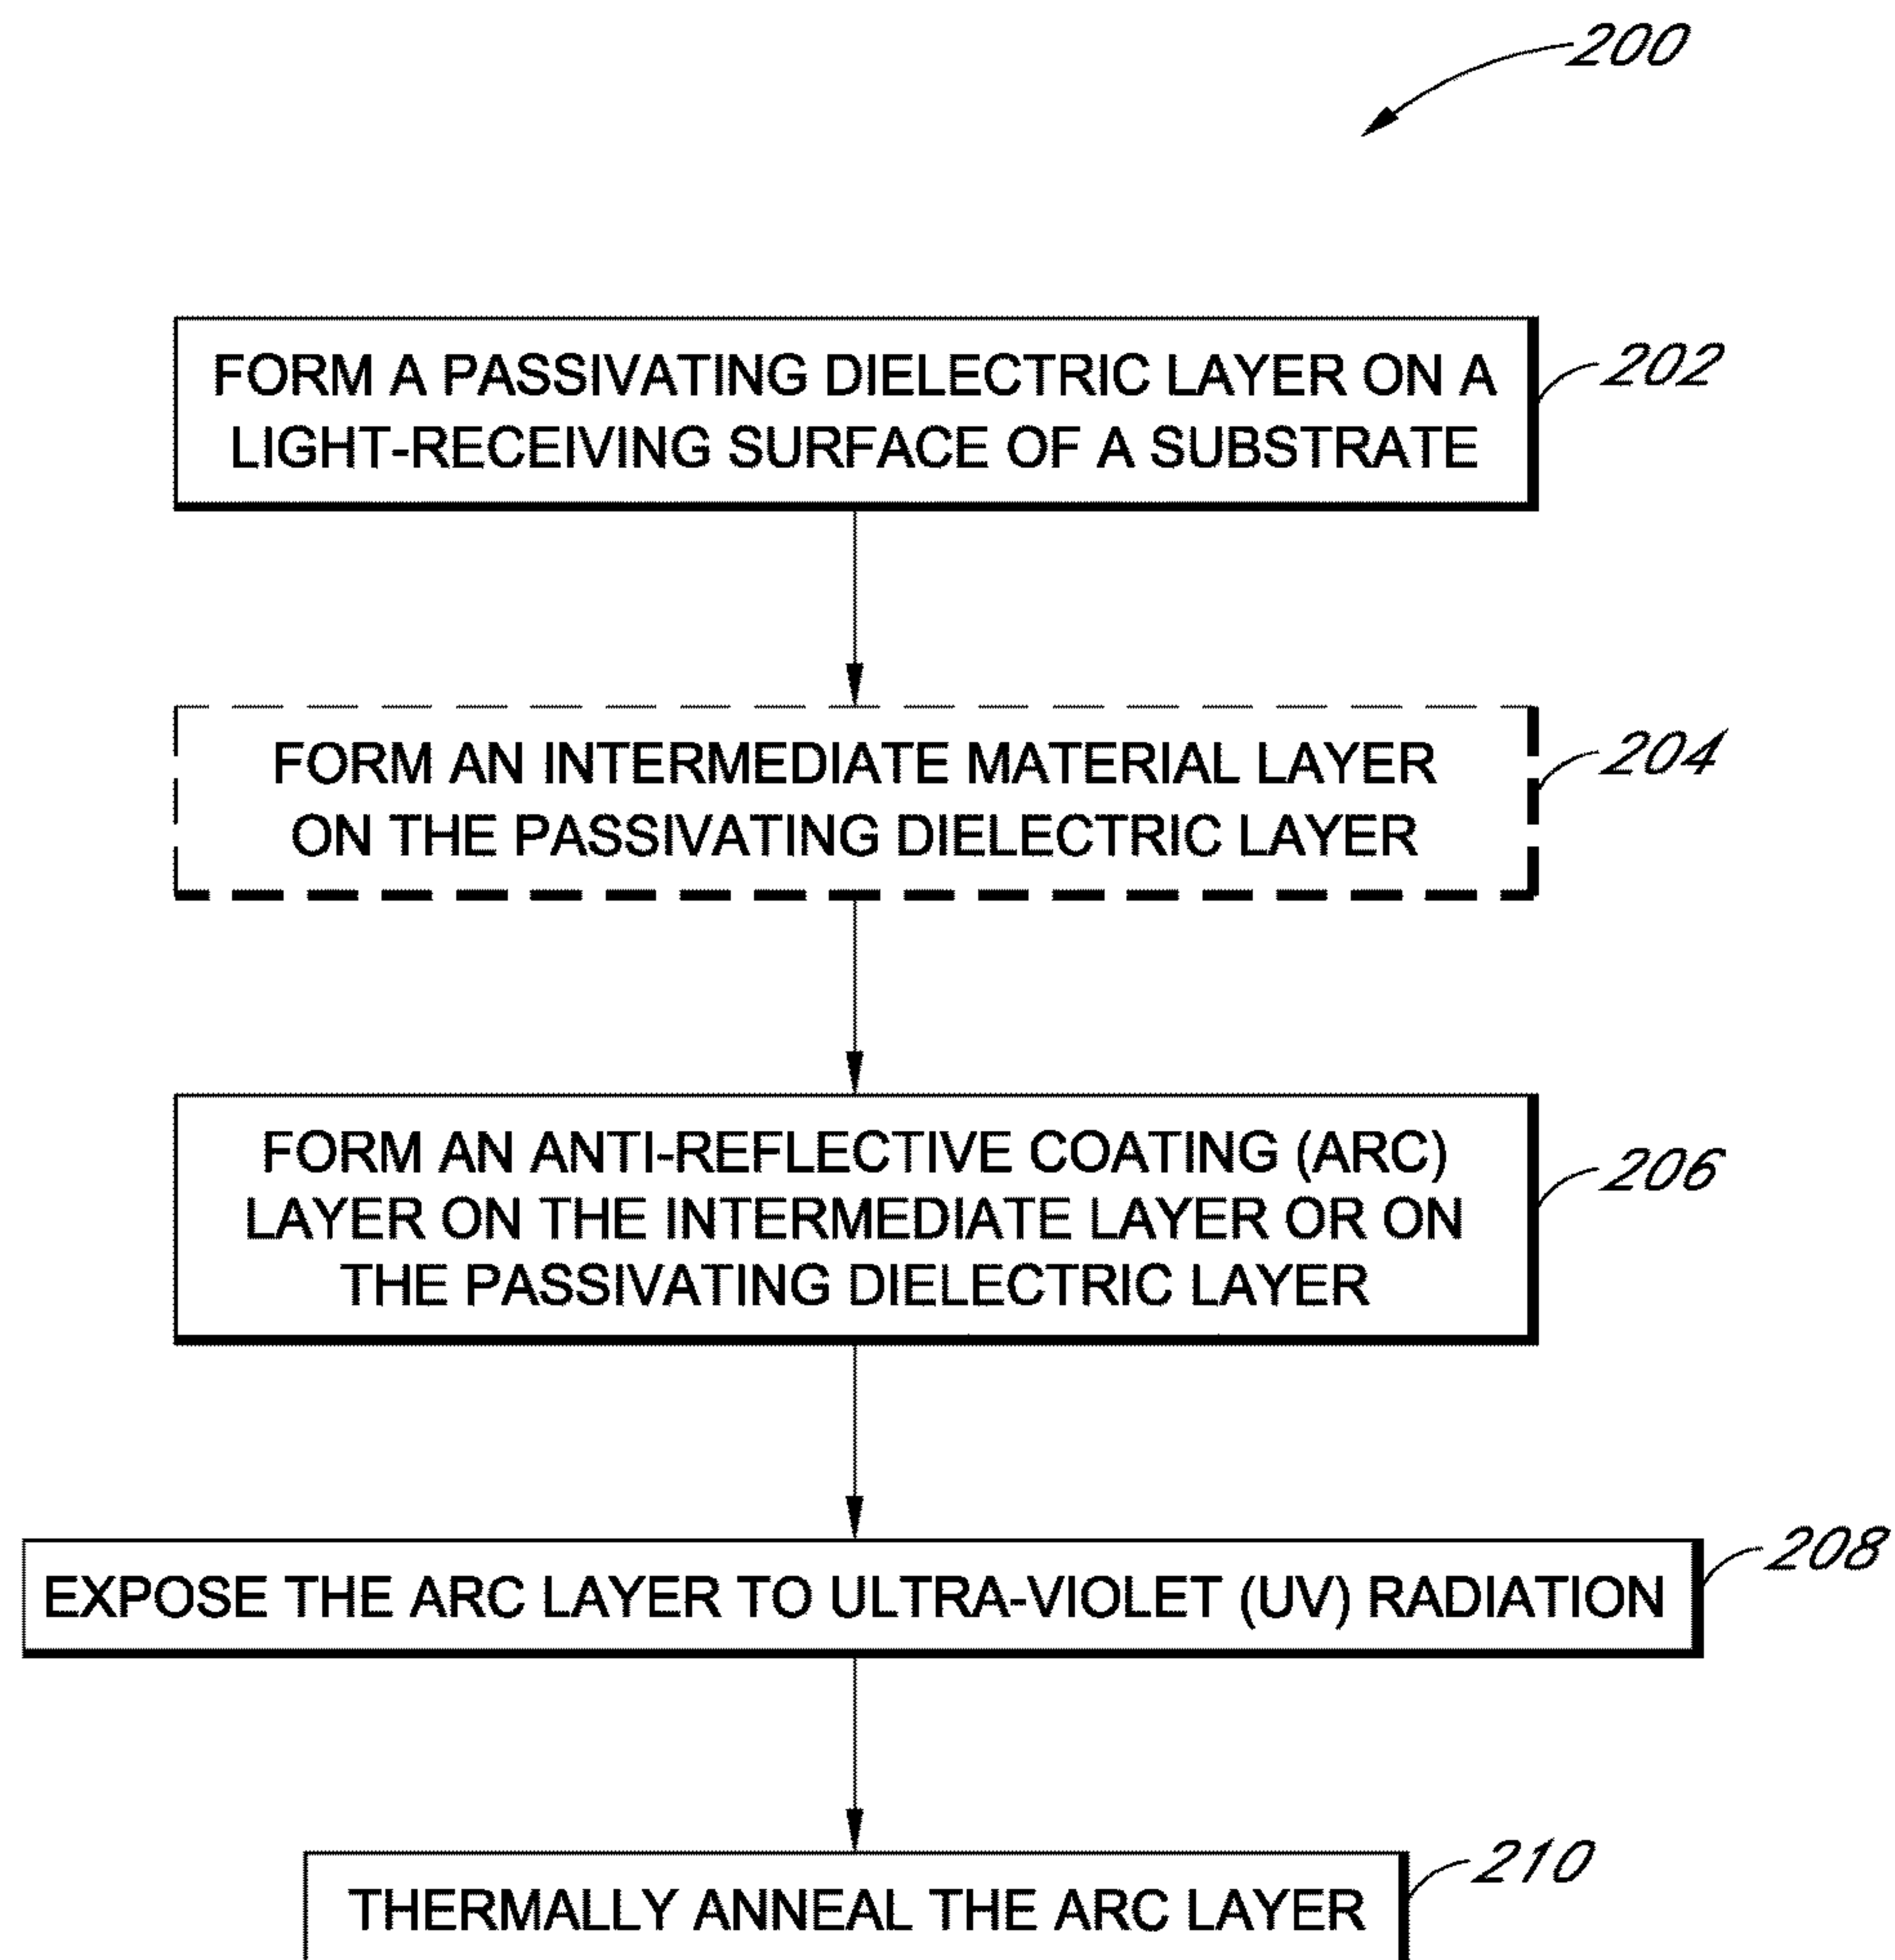 200
FORM A PASSIVATING DIELECTRIC LAYER ON A
LIGHT-RECEIVING SURFACE OF A SUBSTRATE
202
FORM AN INTERMEDIATE MATERIAL LAYER
ON THE PASSIVATING DIELECTRIC LAYER
204
FORM AN ANTI-REFLECTIVE COATING (ARC)
LAYER ON THE INTERMEDIATE LAYER OR ON
THE PASSIVATING DIELECTRIC LAYER
206
EXPOSE THE ARC LAYER TO ULTRA-VIOLET (UV) RADIATION
208
THERMALLY ANNEAL THE ARC LAYER
210